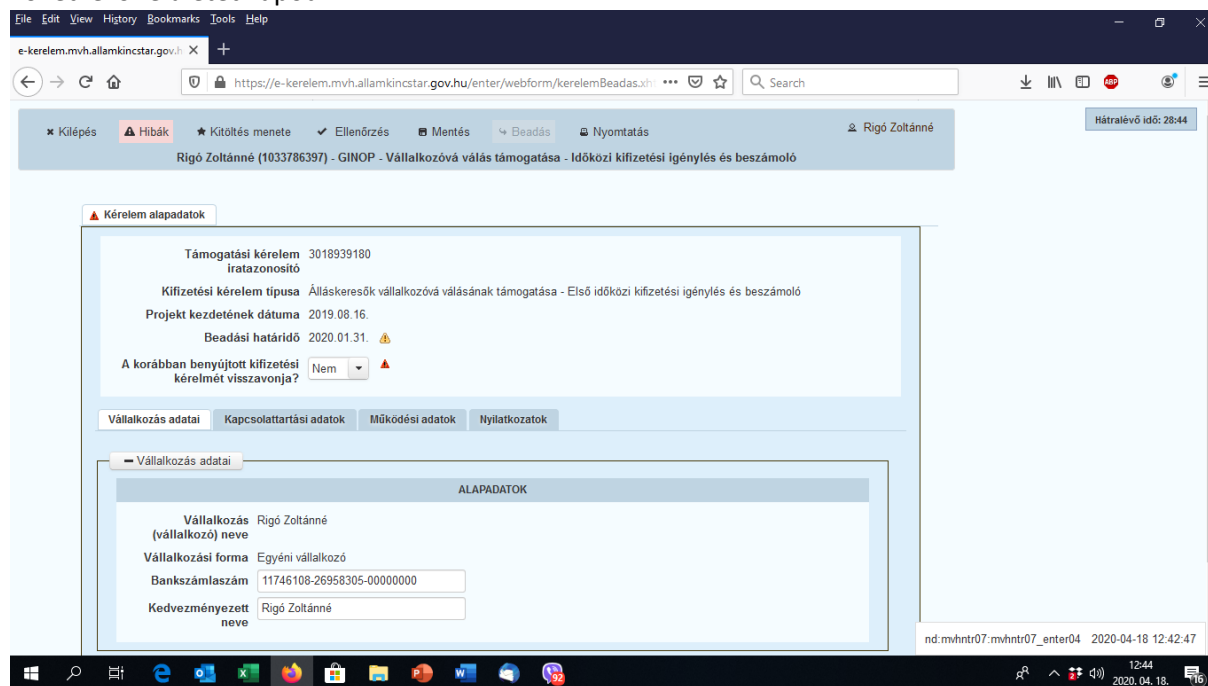 File Edit View History Bookmarks Tools Help
e-kerelem.mvh.allamkincstar.gov.h
https://e-kerelem.mvh.allamkincstar.gov.hu/enter/webform/kerelemBeadas.xh
Search
ABP
Kilépés Hibák Kitöltés menete Ellenőrzés Mentés Beadás Nyomtatás Rigó Zoltánné
Hátralévő idő: 28:44
Rigó Zoltánné (1033786397) - GINOP - Vállalkozóvá válás támogatása - Időközi kifizetési igénylés és beszámoló
Kérelem alapadatok
Támogatási kérelem 3018939180
iratazonosító
Kifizetési kérelem típusa Álláskeresők vállalkozóvá válásának támogatása - Első időközi kifizetési igénylés és beszámoló
Projekt kezdetének dátuma 2019.08.16.
Beadási határidő 2020.01.31.
A korábban benyújtott kifizetési Nem
kérelmét visszavonja?
Vállalkozás adatai Kapcsolattartási adatok Működési adatok Nyilatkozatok
Vállalkozás adatai
ALAPADATOK
Vállalkozás Rigó Zoltánné
(vállalkozó) neve
Vállalkozási forma Egyéni vállalkozó
Bankszámlaszám 11746108-26958305-00000000
Kedvezményezett Rigó Zoltánné
neve
nd:mvhntr07:mvhntr07_enter04 2020-04-18 12:42:47
92
2
12:44
2020. 04. 18.
16